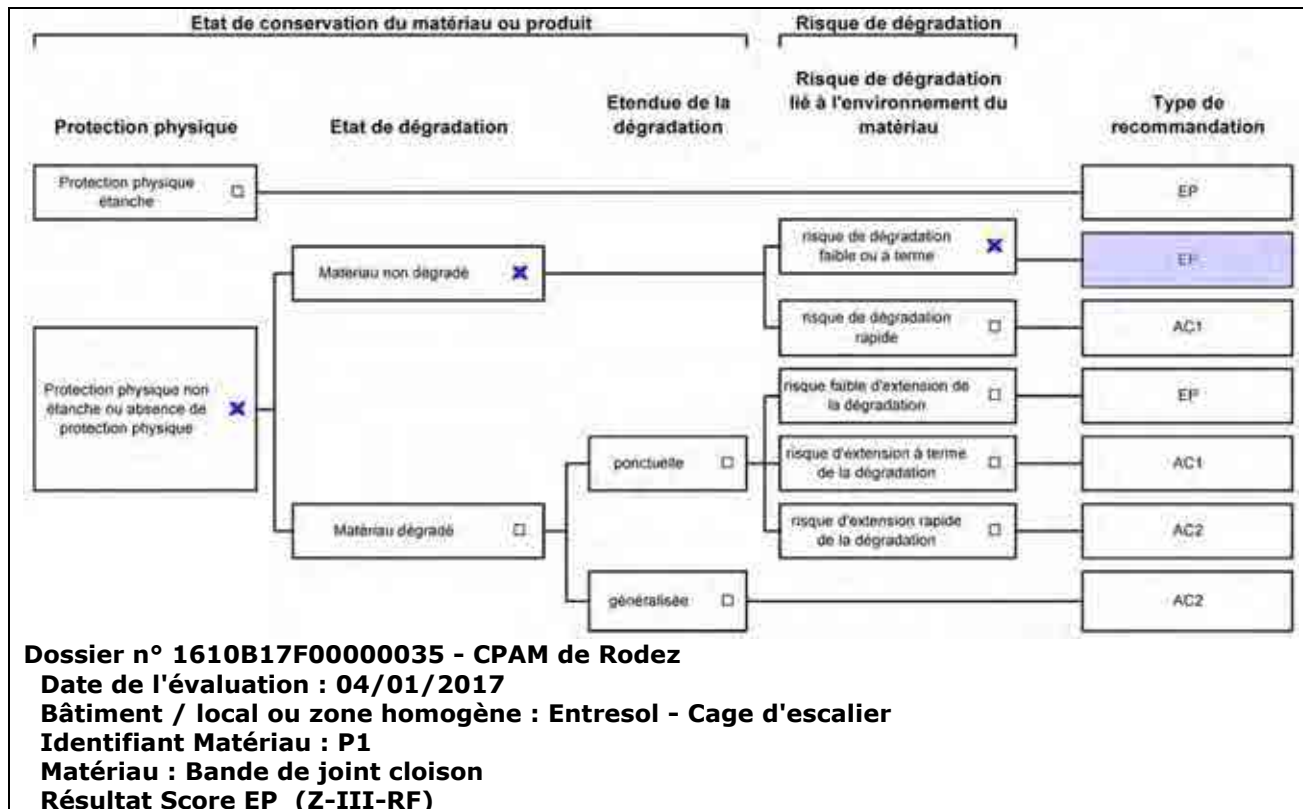 Etat de conservation du matériau ou produit
Risque de dégradation
Protection physique
Etat de dégradation
Etendue de la
dégradation
Risque de dégradation
lié à l'environnement du
matériau
Type de
recommandation
Protection physique
étanche
EP
risque de dégradation
faible ou à terme
EP
Matériau non dégradé
risque de dégradation
rapide
AC1
Protection physique non
étanche ou absence de
protection physique
risque faible d'extension de
la dégradation
EP
ponctuelle
risque d'extension à terme
de la dégradation
AC1
Matériau dégradé
risque d'extension rapide
de la dégradation
AC2
généralisée
AC2
Dossier n° 1610B17F00000035 - CPAM de Rodez
Date de l'évaluation : 04/01/2017
Bâtiment / local ou zone homogène : Entresol - Cage d'escalier
Identifiant Matériau : P1
Matériau : Bande de joint cloison
Résultat Score EP (Z-III-RF)